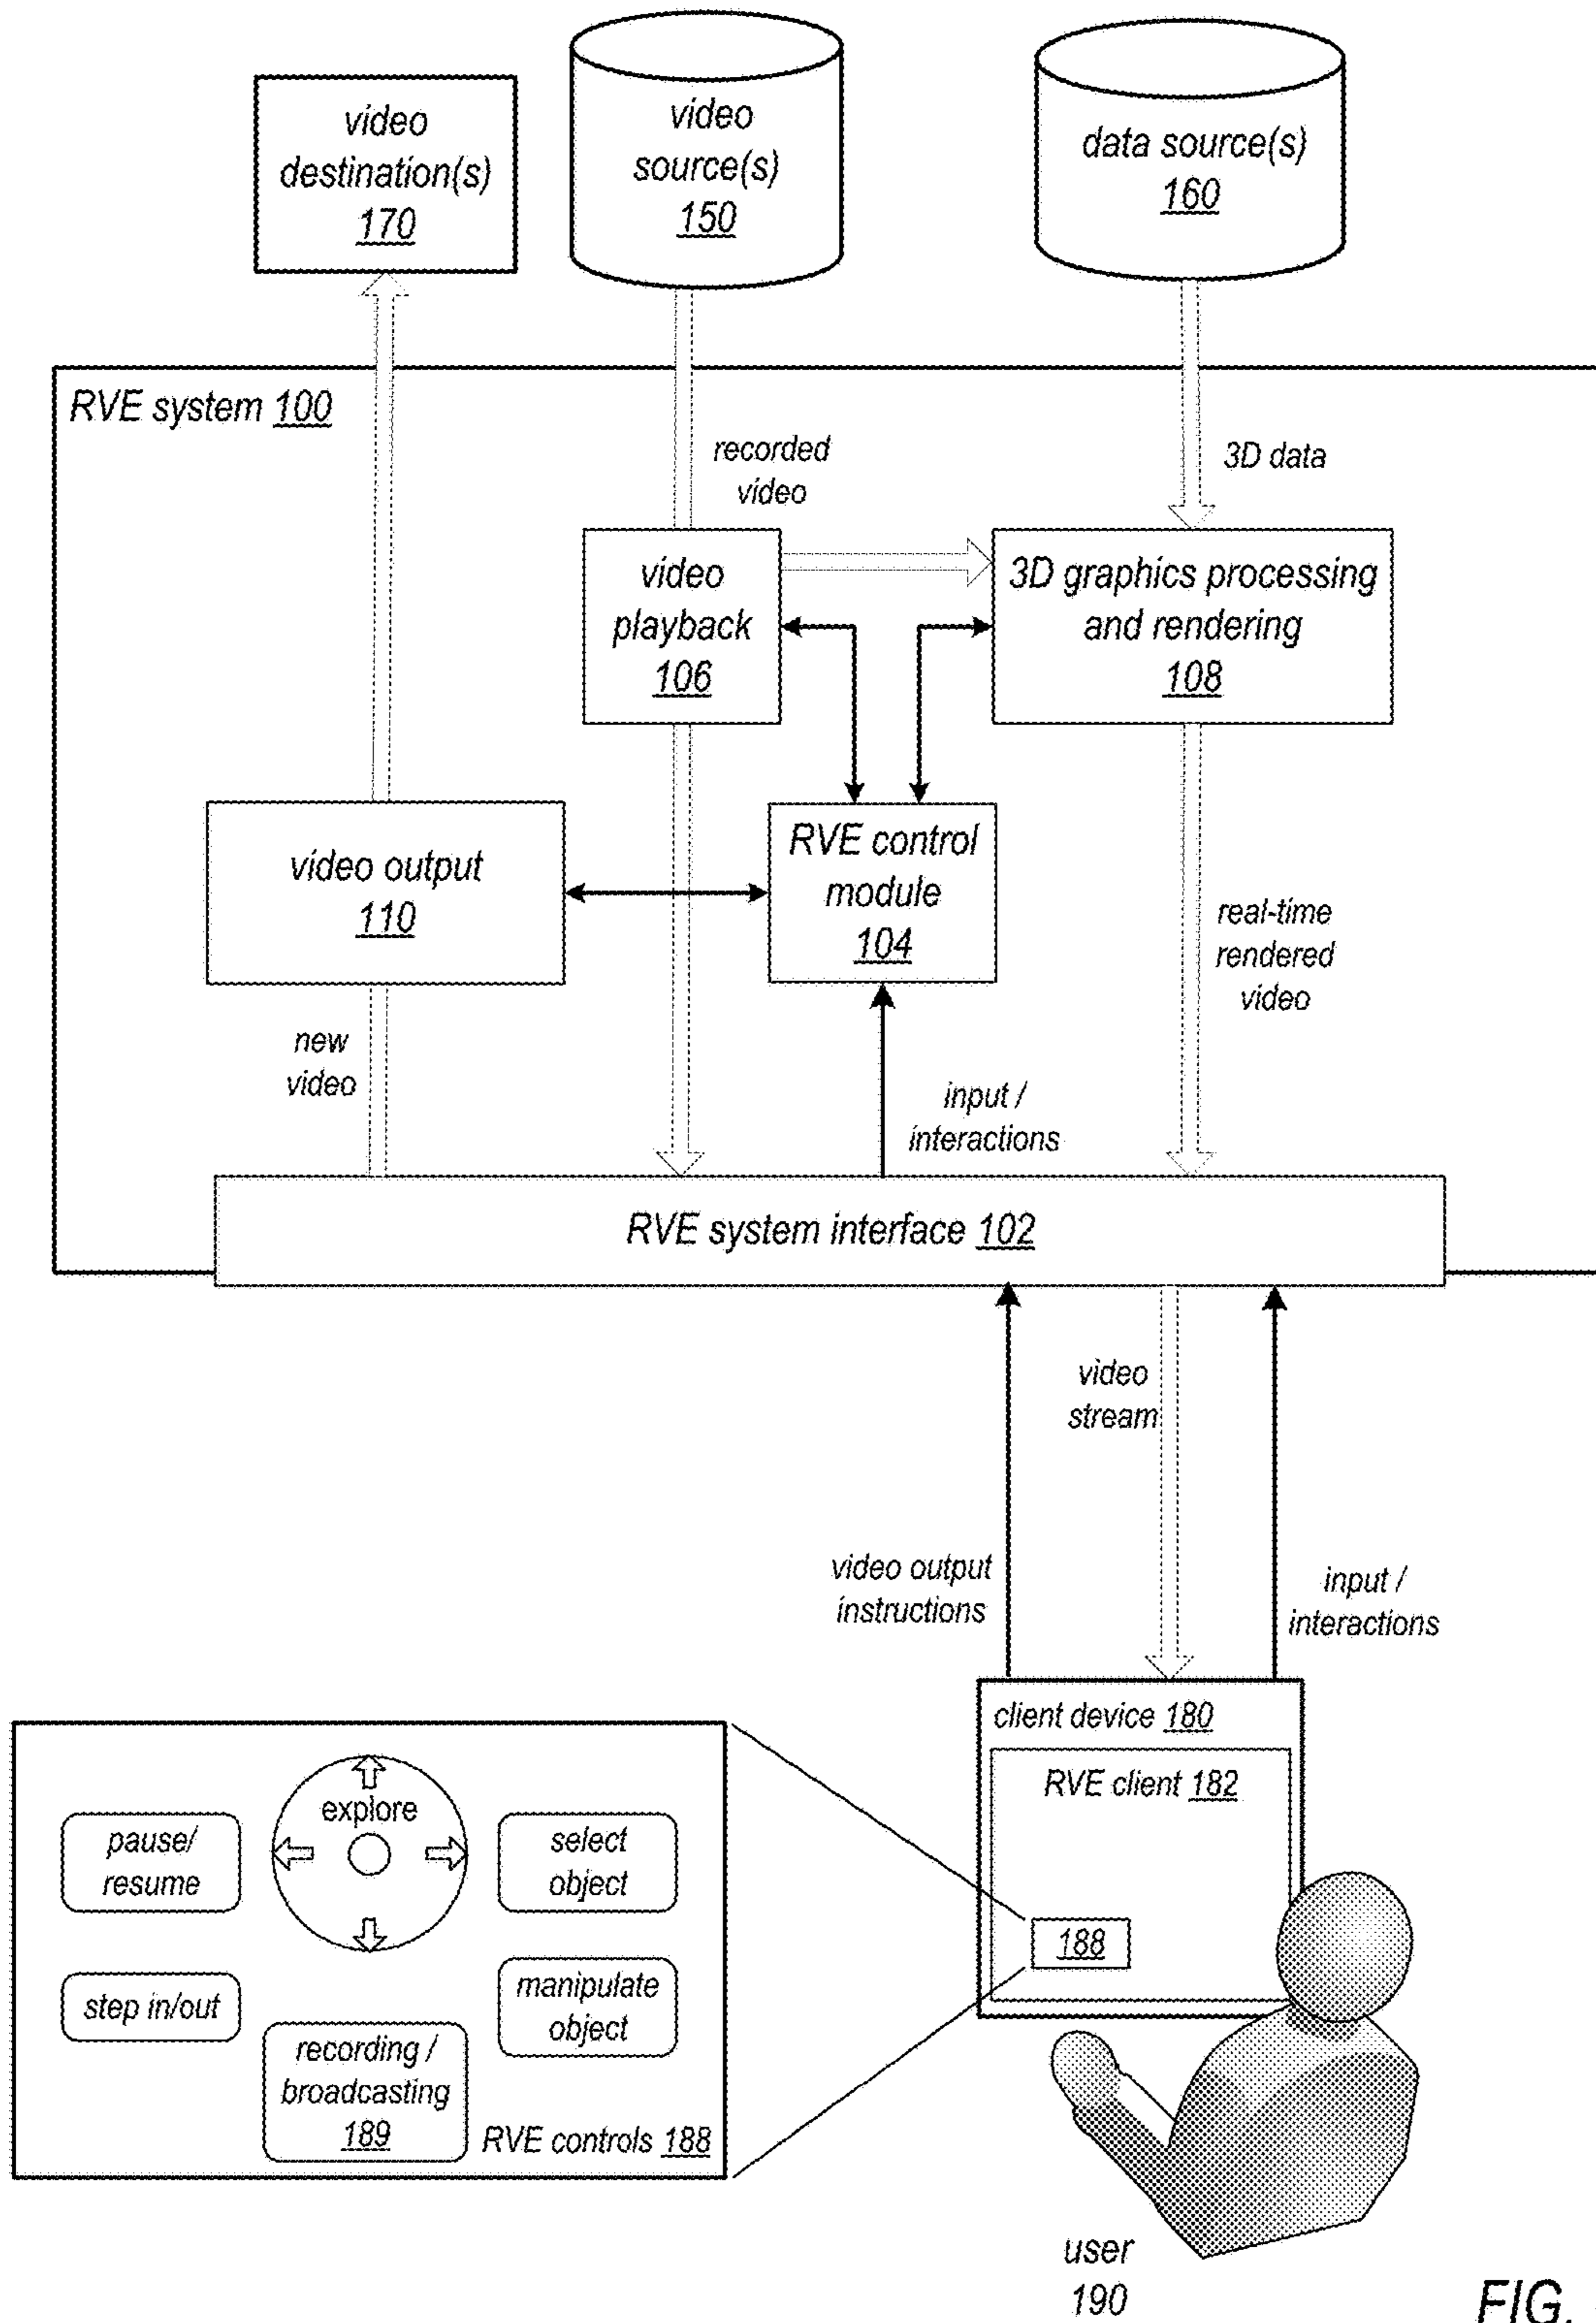 video
destination(s)
170
video
source(s)
150
data source(s)
160
RVE system 100
recorded
video
3D data
video
playback
106
3D graphics processing
and rendering
108
video output
110
RVE control
module
104
real-time
rendered
video
new
video
input /
interactions
RVE system interface 102
video
stream
video output
instructions
input /
interactions
client device 180
RVE client 182
188
explore
pause/
resume
select
object
step in/out
manipulate
object
recording /
broadcasting
189
RVE controls 188
user
190
FIG.